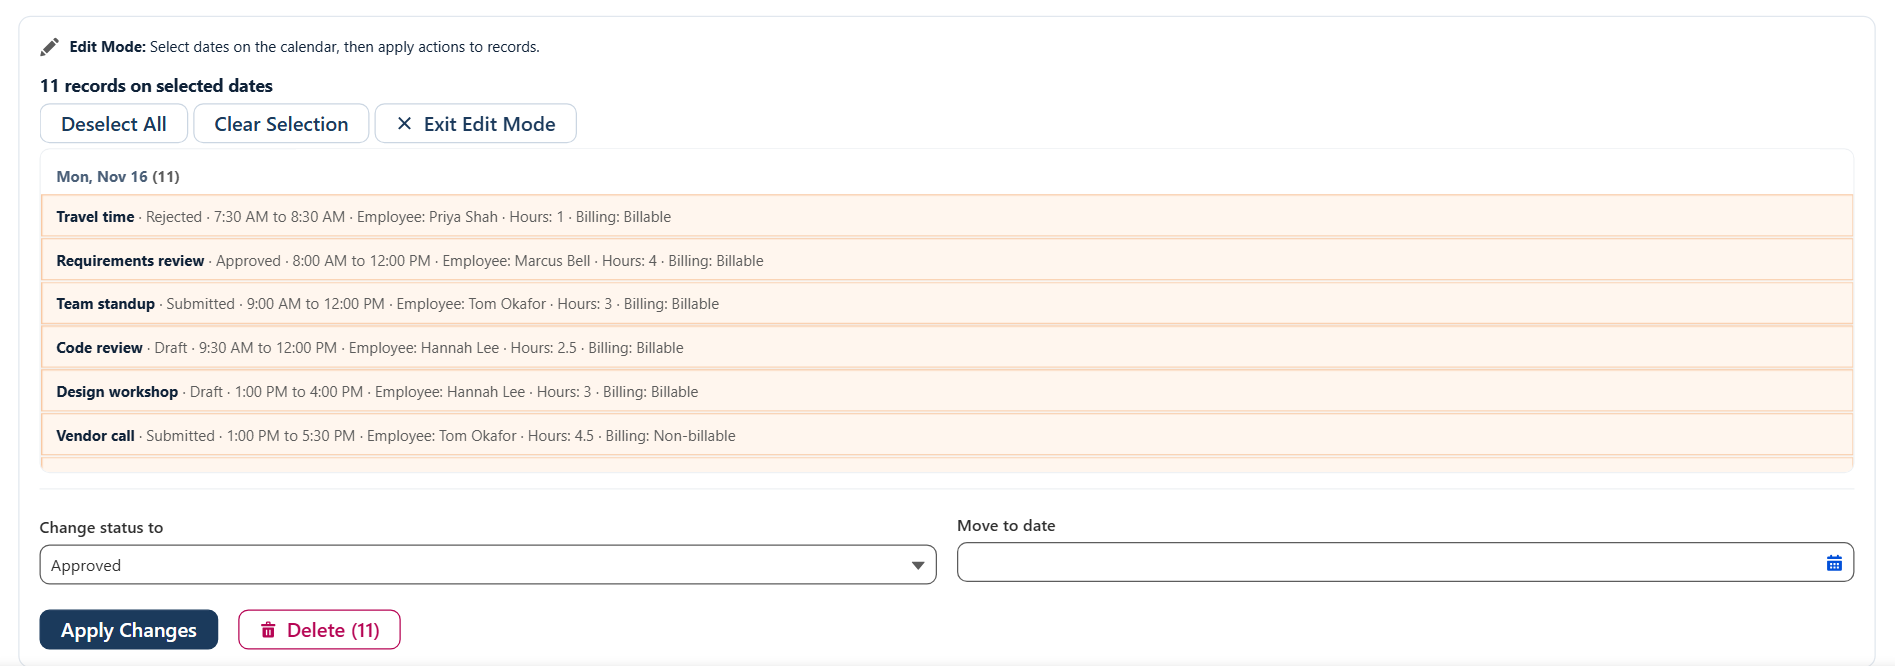 Edit Mode: Select dates on the calendar, then apply actions to records.
11 records on selected dates
Deselect All
Clear Selection
× Exit Edit Mode
Mon, Nov 16 (11)
Travel time · Rejected · 7:30 AM to 8:30 AM · Employee: Priya Shah · Hours: 1 · Billing: Billable
Requirements review · Approved · 8:00 AM to 12:00 PM · Employee: Marcus Bell · Hours: 4 · Billing: Billable
Team standup · Submitted · 9:00 AM to 12:00 PM · Employee: Tom Okafor · Hours: 3 · Billing: Billable
Code review · Draft · 9:30 AM to 12:00 PM · Employee: Hannah Lee · Hours: 2.5 · Billing: Billable
Design workshop · Draft · 1:00 PM to 4:00 PM · Employee: Hannah Lee · Hours: 3 · Billing: Billable
Vendor call · Submitted · 1:00 PM to 5:30 PM · Employee: Tom Okafor · Hours: 4.5 · Billing: Non-billable
Change status to
Approved
Move to date
Apply Changes
Delete (11)